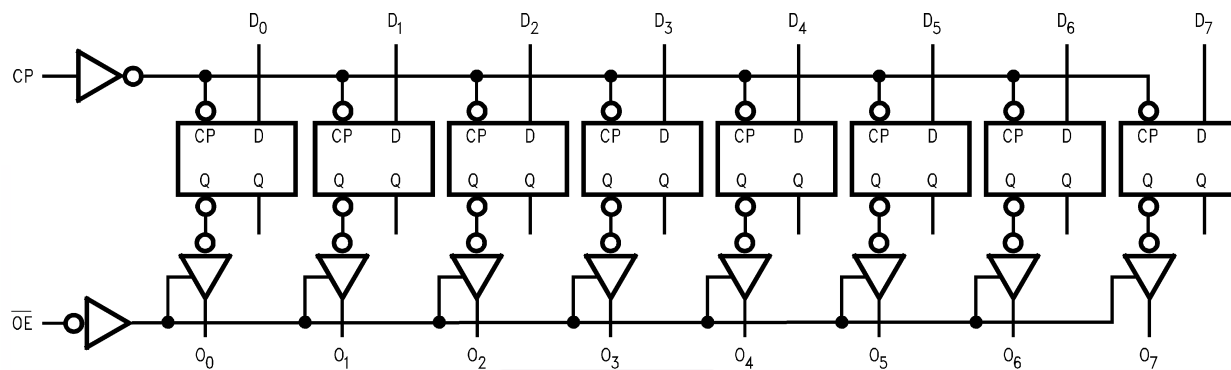 D0 D1 D2 D3 D4 D5 D6 D7
CP
CP D CP D CP D CP D CP D CP D CP D CP D
Q Q Q Q Q Q Q Q Q Q Q Q Q Q Q Q
OE
O0 O1 O2 O3 O4 O5 O6 O7